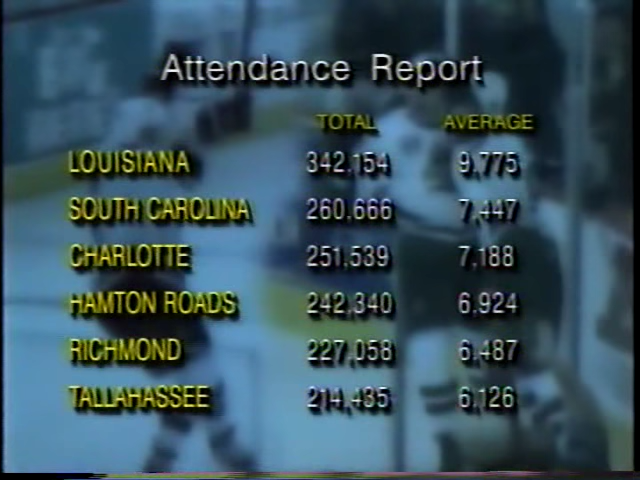 Attendance Report
TOTAL AVERAGE
LOUISIANA 342,154 9,775
SOUTH CAROLINA 260,666 7,447
CHARLOTTE 251,539 7,188
HAMTON ROADS 242,340 6,924
RICHMOND 227,058 6,487
TALLAHASSEE 214,435 6,126